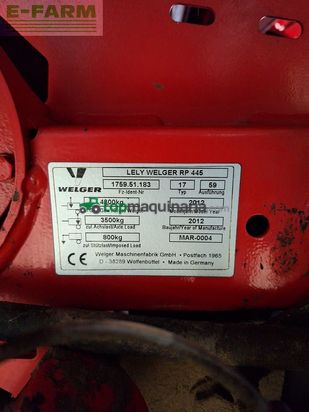 E-FARM
LELY WELGER RP 445
WELGER
1759.51.183 17 59
Fz-Ident-Nr Typ Ausführung
4800kg 2012
topmaquinaria
Model Year
3500kg 2012
zul.Achslast/Axle Load Baujahr/Year of Manufacture
800kg MAR-0004
zul.Stützlast/Imposed Load
Welger Maschinenfabrik GmbH • Postfach 1965
D - 38289 Wolfenbüttel • Made in Germany
CE